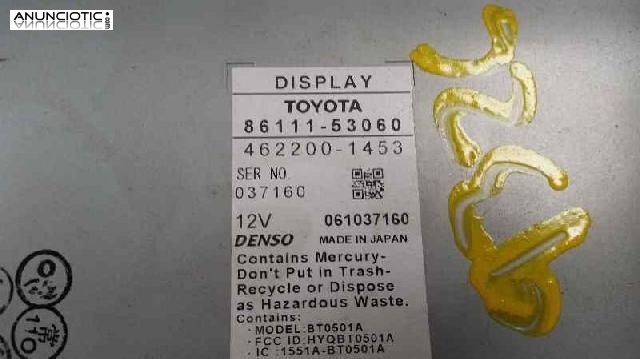 ANUNCIOTIC.com
DISPLAY
TOYOTA
86111-53060
462200-1453
SER NO.
037160
12V 061037160
DENSO MADE IN JAPAN
Contains Mercury-
Don't Put in Trash-
Recycle or Dispose
as Hazardous Waste.
Contains:
-MODEL:BT0501A
-FCC ID:HYQBT0501A
-IC :1551A-BT0501A